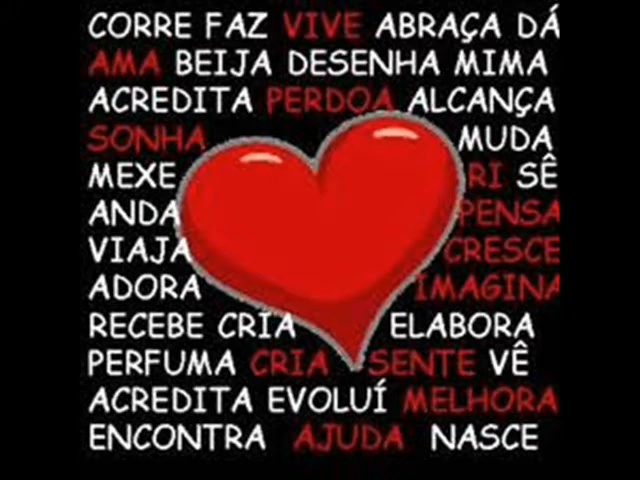 CORRE FAZ VIVE ABRAÇA DÁ
AMA BEIJA DESENHA MIMA
ACREDITA PERDOA ALCANÇA
SONHA MUDA
MEXE RI SÊ
ANDA PENSA
VIAJA CRESCE
ADORA IMAGINA
RECEBE CRIA ELABORA
PERFUMA CRIA SENTE VÊ
ACREDITA EVOLUÍ MELHORA
ENCONTRA AJUDA NASCE